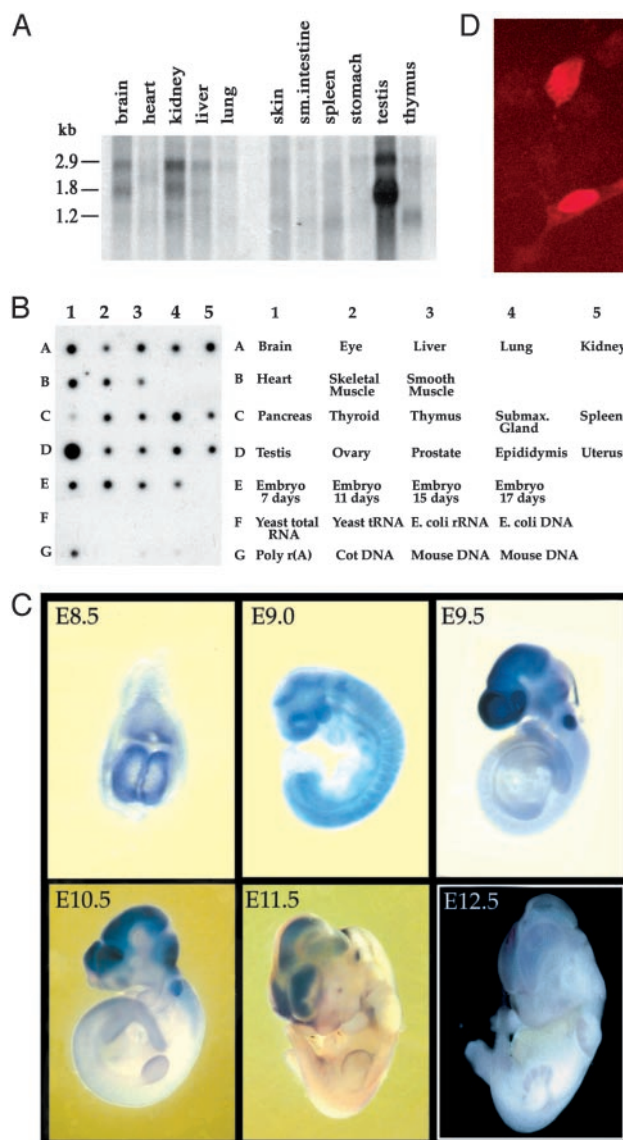 A
D
brain
heart
kidney
liver
lung
skin
sm.intestine
spleen
stomach
testis
thymus
kb
2.9
1.8
1.2
B
1 2 3 4 5
1 2 3 4 5
A
B
C
D
E
F
G
A Brain Eye Liver Lung Kidney
B Heart Skeletal Muscle Smooth Muscle
C Pancreas Thyroid Thymus Submax. Gland Spleen
D Testis Ovary Prostate Epididymis Uterus
E Embryo 7 days Embryo 11 days Embryo 15 days Embryo 17 days
F Yeast total RNA Yeast tRNA E. coli rRNA E. coli DNA
G Poly r(A) Cot DNA Mouse DNA Mouse DNA
C
E8.5
E9.0
E9.5
E10.5
E11.5
E12.5